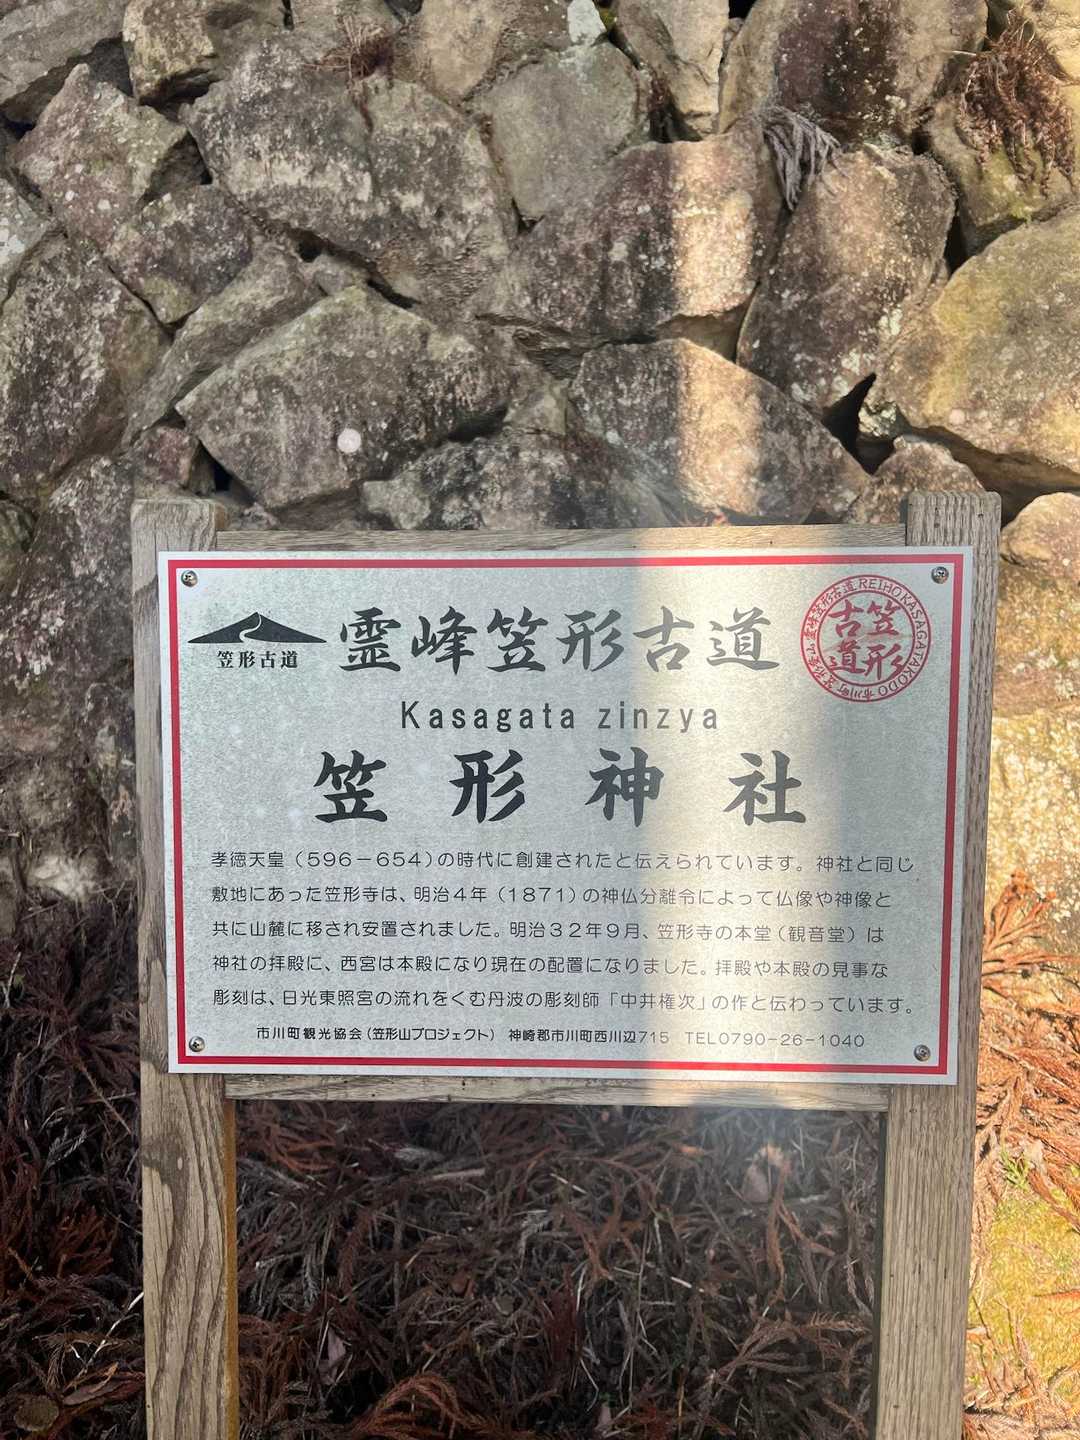 笠形古道
霊峰笠形古道
REIHOKASAGATAKODO
笠形
古道
Kasagata zinzya
笠形神社
孝徳天皇（596－654）の時代に創建されたと伝えられています。神社と同じ
敷地にあった笠形寺は、明治4年（1871）の神仏分離令によって仏像や神像と
共に山麓に移され安置されました。明治32年9月、笠形寺の本堂（観音堂）は
神社の拝殿に、西宮は本殿になり現在の配置になりました。拝殿や本殿の見事な
彫刻は、日光東照宮の流れをくむ丹波の彫刻師「中井権次」の作と伝わっています。
市川町観光協会（笠形山プロジェクト） 神崎郡市川町西川辺715 TEL0790-26-1040